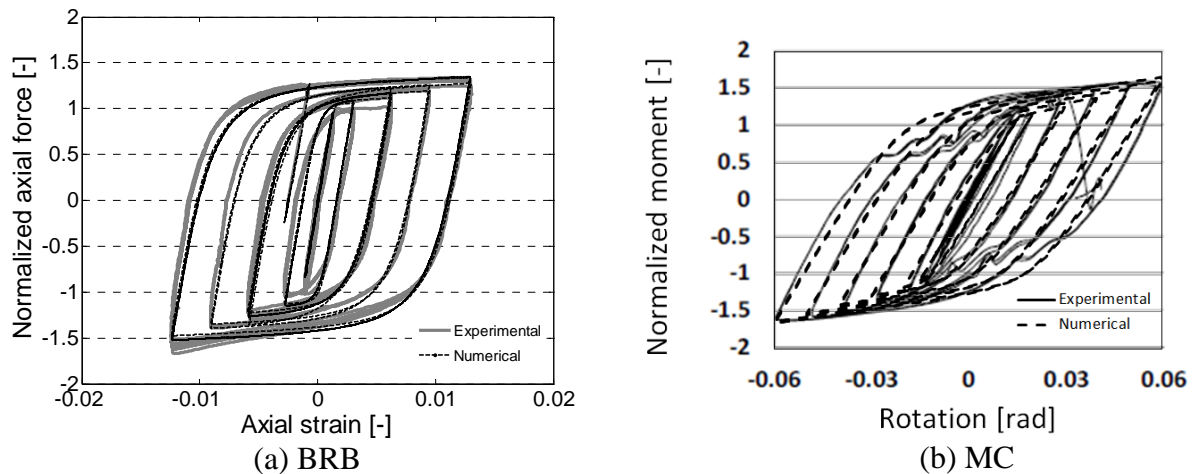 2
1.5
1
0.5
0
-0.5
-1
-1.5
-2
-0.02 -0.01 0 0.01 0.02
Normalized axial force [-]
Axial strain [-]
Experimental
Numerical
(a) BRB
2
1.5
1
0.5
0
-0.5
-1
-1.5
-2
-0.06 -0.03 0 0.03 0.06
Normalized moment [-]
Rotation [rad]
Experimental
Numerical
(b) MC